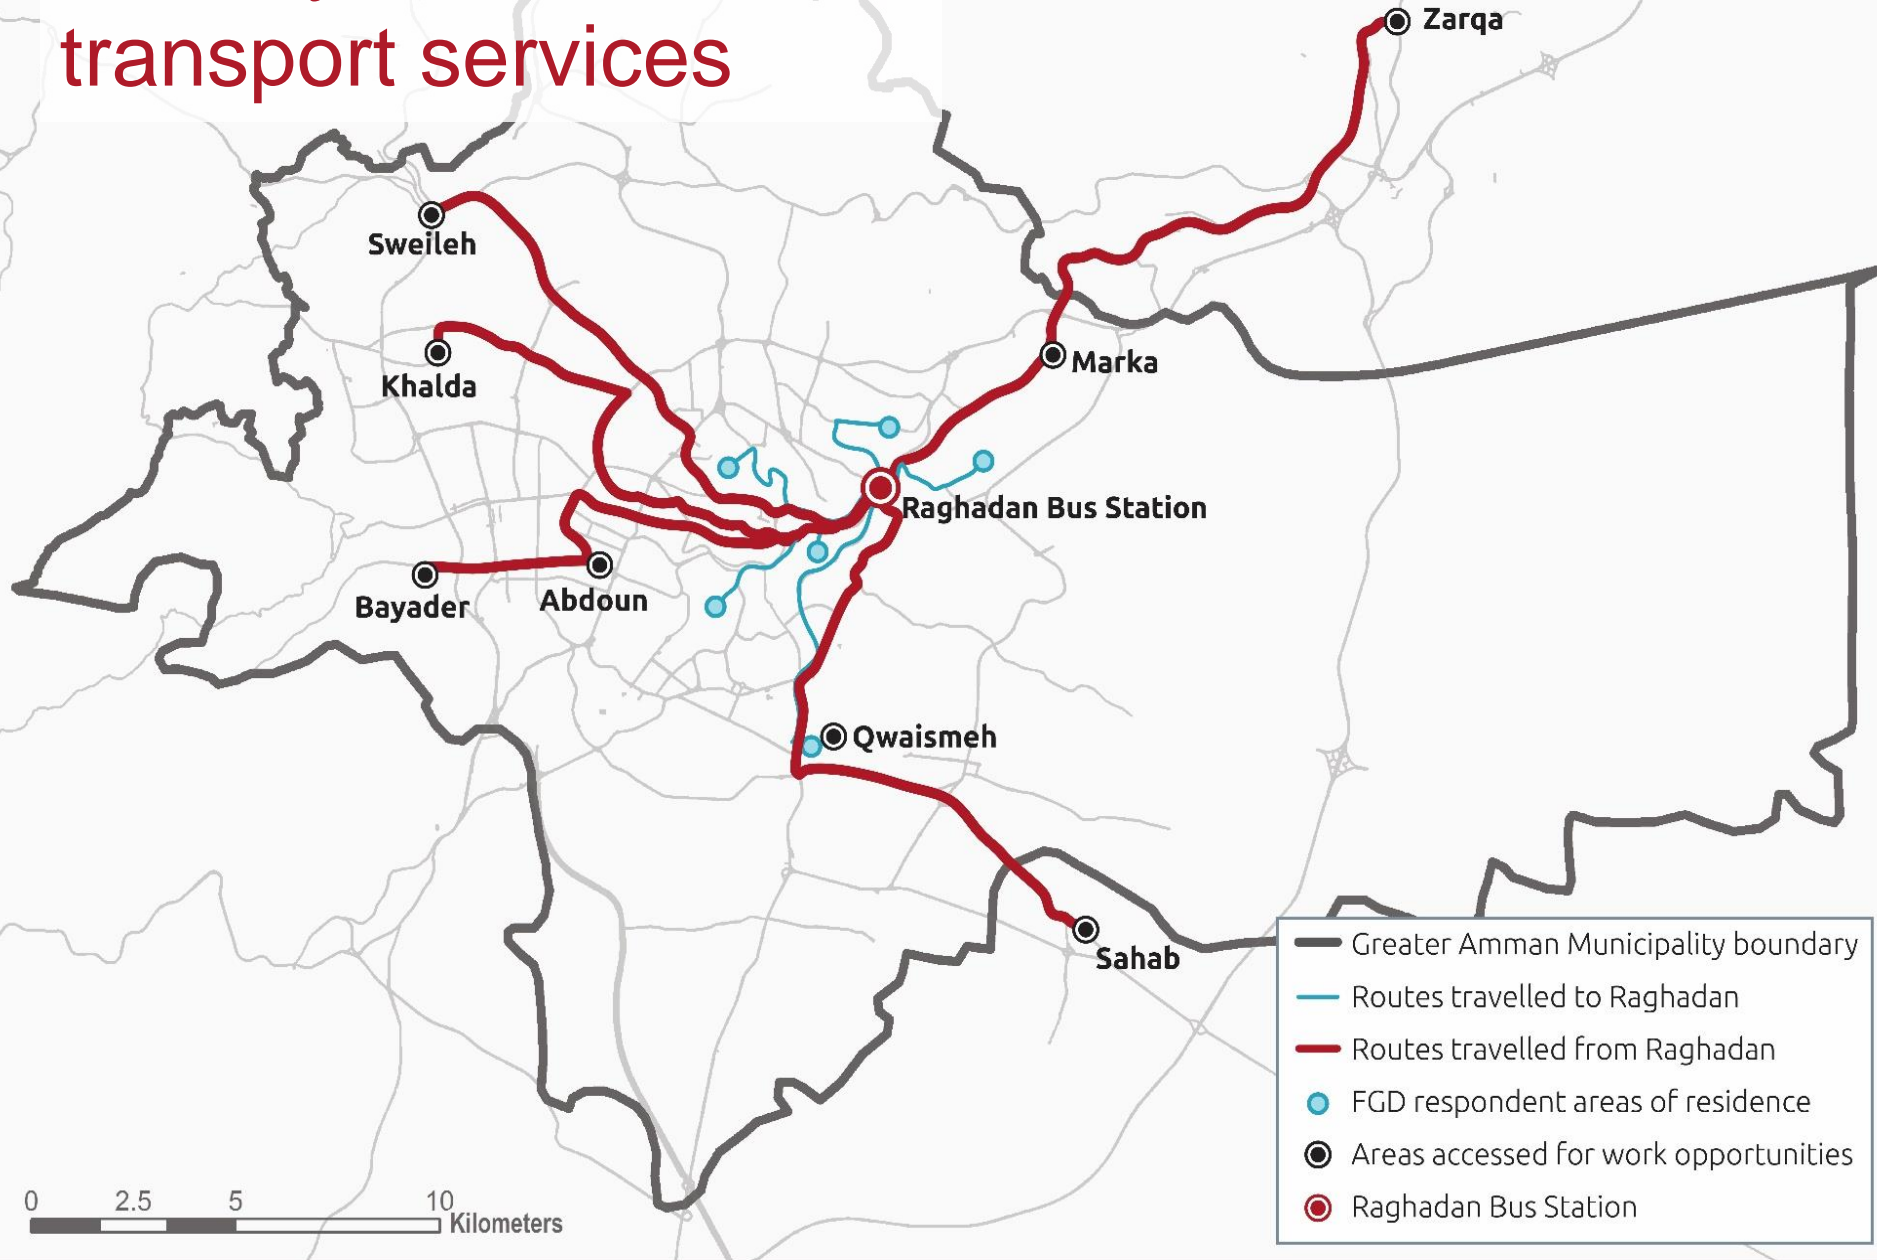 transport services
Zarqa
Sweileh
Khalda
Marka
Raghadan Bus Station
Bayader
Abdoun
Qwaismeh
Sahab
Greater Amman Municipality boundary
Routes travelled to Raghadan
Routes travelled from Raghadan
FGD respondent areas of residence
Areas accessed for work opportunities
Raghadan Bus Station
0 2.5 5 10
Kilometers